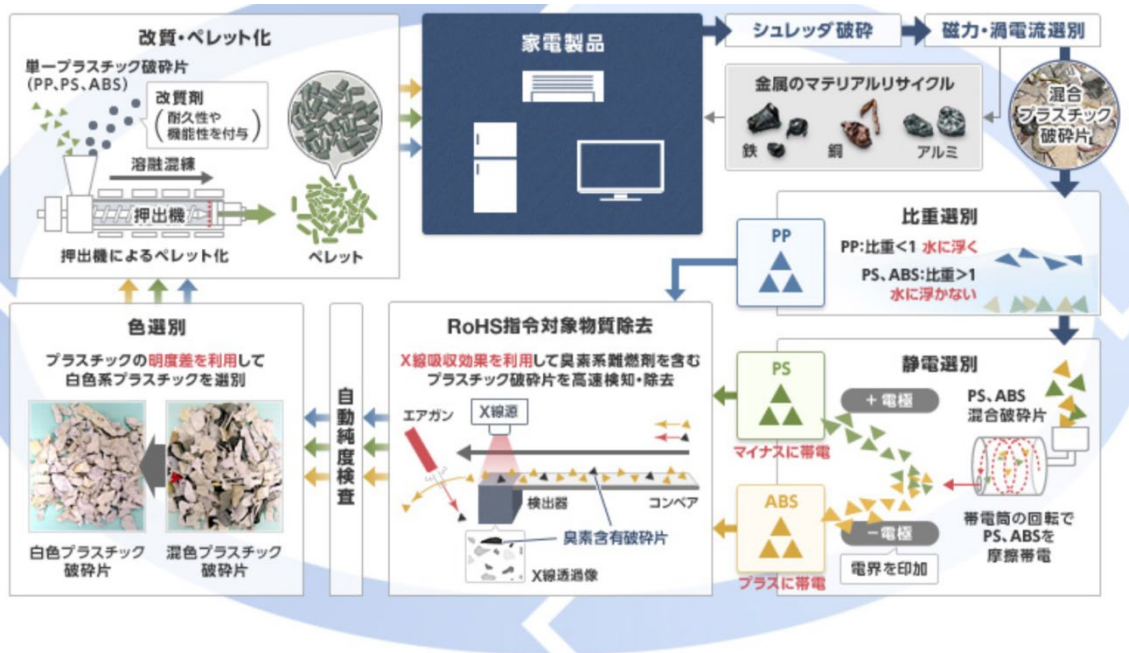 改質・ペレット化
単一プラスチック破砕片
(PP、PS、ABS)
改質剤
(耐久性や
機能性を付与)
溶融混練
押出機
押出機によるペレット化
ペレット
家電製品
シュレッダ破砕
磁力・渦電流選別
金属のマテリアルリサイクル
鉄
銅
アルミ
混合
プラスチック
破砕片
比重選別
PP:比重<1 水に浮く
PS、ABS:比重>1
水に浮かない
PP
静電選別
PS、ABS
混合破砕片
+電極
−電極
電界を印加
帯電筒の回転で
PS、ABSを
摩擦帯電
PS
マイナスに帯電
ABS
プラスに帯電
RoHS指令対象物質除去
X線吸収効果を利用して臭素系難燃剤を含む
プラスチック破砕片を高速検知・除去
エアガン
X線源
検出器
コンベア
臭素含有破砕片
X線透過像
自動純度検査
色選別
プラスチックの明度差を利用して
白色系プラスチックを選別
白色プラスチック
破砕片
混色プラスチック
破砕片